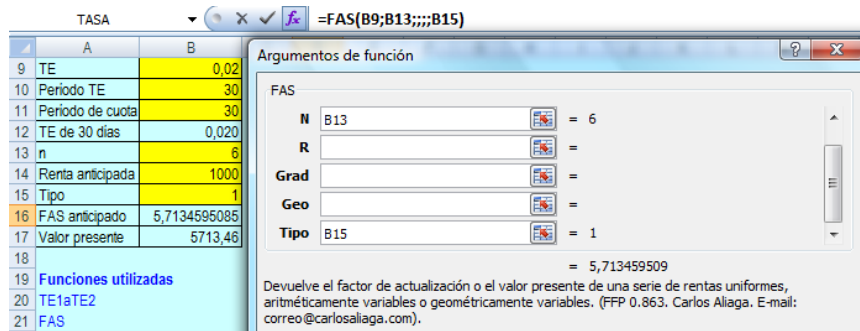 TASA =FAS(B9;B13;;;;B15)
A B
9 TE 0,02
10 Periodo TE 30
11 Periodo de cuota 30
12 TE de 30 días 0,020
13 n 6
14 Renta anticipada 1000
15 Tipo 1
16 FAS anticipado 5,7134595085
17 Valor presente 5713,46
18
19 Funciones utilizadas
20 TE1aTE2
21 FAS
Argumentos de función
FAS
N B13 = 6
R =
Grad =
Geo =
Tipo B15 = 1
= 5,713459509
Devuelve el factor de actualización o el valor presente de una serie de rentas uniformes,
aritméticamente variables o geométricamente variables. (FFP 0.863. Carlos Aliaga. E-mail:
correo@carlosaliaga.com).